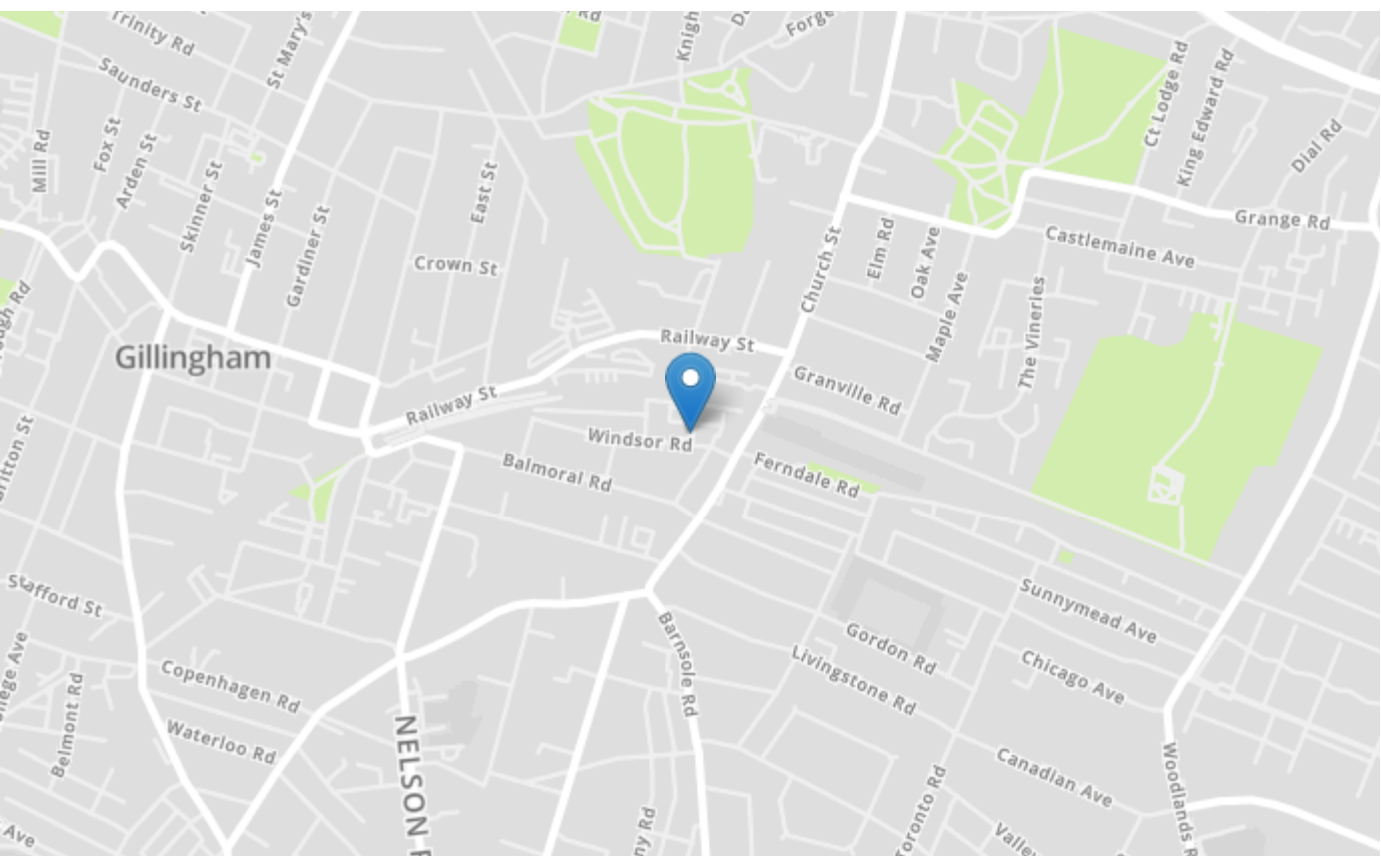 Trinity Rd
St Mary's
Rd
Forge
Saunders St
Mill Rd
Fox St
Arden St
Skinner St
James St
Gardiner St
East St
Crown St
Church St
Elm Rd
Oak Ave
Maple Ave
The Vineries
Castlemaine Ave
Ct Lodge Rd
King Edward Rd
Dial Rd
Grange Rd
Gillingham
Railway St
Railway St
Granville Rd
Windsor Rd
Balmoral Rd
Ferndale Rd
Sunnymead Ave
Gordon Rd
Livingstone Rd
Chicago Ave
Canadian Ave
Barnsole Rd
Copenhagen Rd
Waterloo Rd
Belmont Rd
NELSON
Woodlands
Ave
Rd